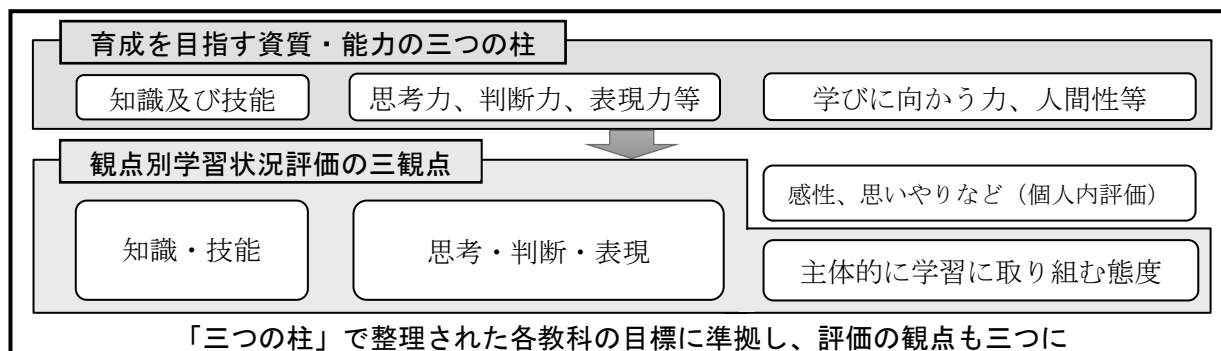 育成を目指す資質・能力の三つの柱
知識及び技能
思考力、判断力、表現力等
学びに向かう力、人間性等
観点別学習状況評価の三観点
感性、思いやりなど（個人内評価）
知識・技能
思考・判断・表現
主体的に学習に取り組む態度
「三つの柱」で整理された各教科の目標に準拠し、評価の観点も三つに